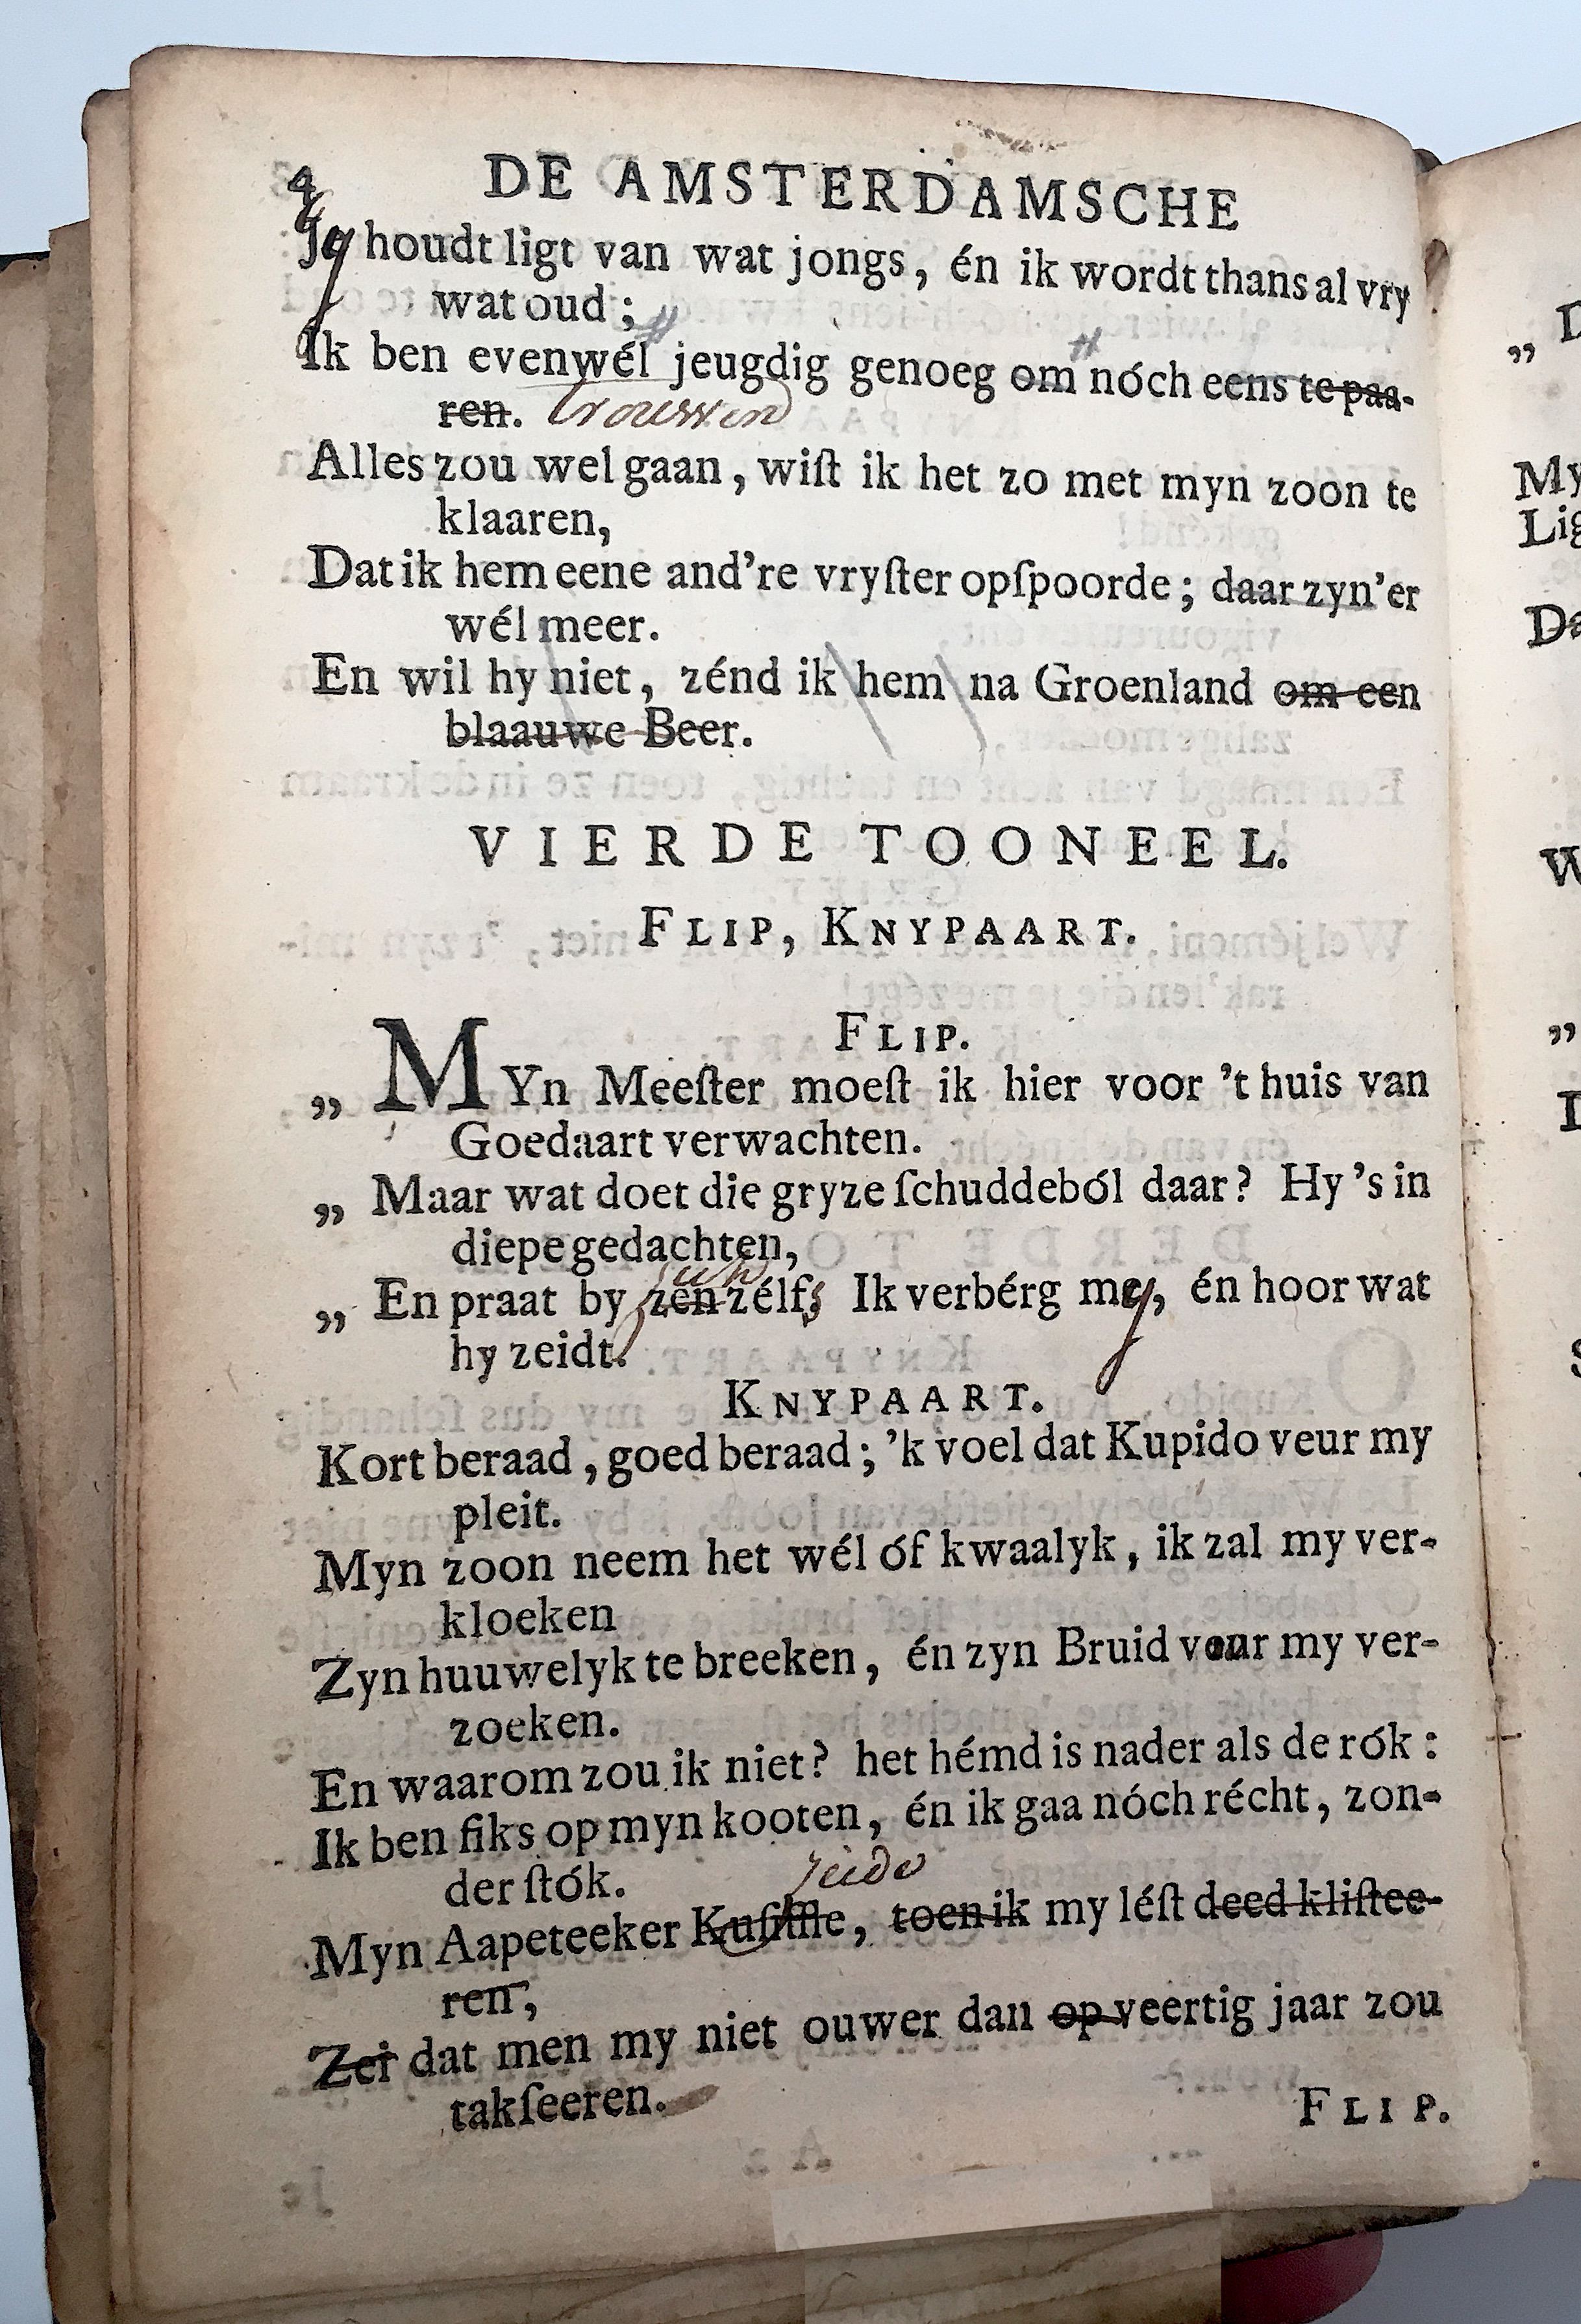 4 DE AMSTERDAMSCHE
Jy houdt ligt van wat jongs, én ik wordt thans al vry
wat oud;
Ik ben evenwél jeugdig genoeg om nóch eens te paa-
ren. trouwen
Alles zou wel gaan, wiſt ik het zo met myn zoon te
klaaren,
Dat ik hem eene and're vryſter opſpoorde; daar zyn'er
wél meer.
En wil hy niet, zénd ik hem na Groenland om een
blaauwe Beer.
VIERDE TOONEEL.
FLIP, KNYPAART.
FLIP.
„ MYn Meeſter moeſt ik hier voor 't huis van
Goedaart verwachten.
„ Maar wat doet die gryze ſchuddeból daar? Hy's in
diepe gedachten,
sich
„ En praat by zen zélf; Ik verbérg my, én hoor wat
hy zeidt.
KNYPAART.
Kort beraad, goed beraad; 'k voel dat Kupido veur my
pleit.
Myn zoon neem het wél óf kwaalyk, ik zal my ver-
kloeken
Zyn huuwelyk te breeken, én zyn Bruid voor my ver-
zoeken.
En waarom zou ik niet? het hémd is nader als de rók:
Ik ben fiks op myn kooten, én ik gaa nóch récht, zon-
der ſtók.
zeide
Myn Aapeteeker , toen ik my léſt deed kliſtee-
ren,
Zei dat men my niet ouwer dan op veertig jaar zou
takſeeren.
FLIP.
„ D
My
Lig
Da
W
„